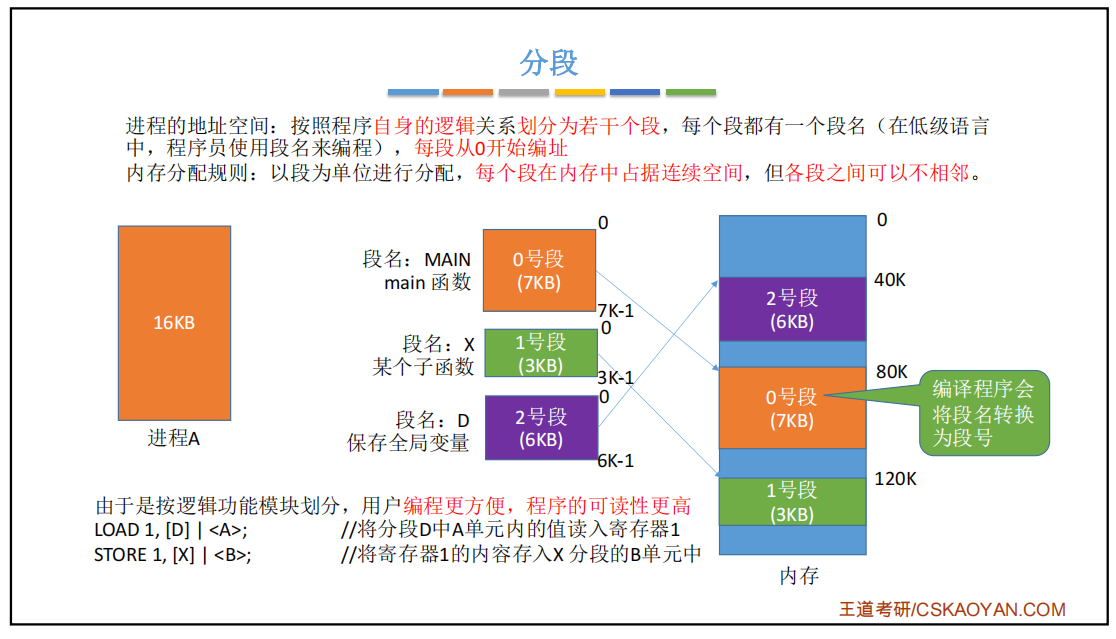 分段
进程的地址空间：按照程序自身的逻辑关系划分为若干个段，每个段都有一个段名（在低级语言
中，程序员使用段名来编程），每段从0开始编址
内存分配规则：以段为单位进行分配，每个段在内存中占据连续空间，但各段之间可以不相邻。
16KB
进程A
段名：MAIN
main 函数
0号段
(7KB)
0
7K-1
段名：X
某个子函数
1号段
(3KB)
0
3K-1
段名：D
保存全局变量
2号段
(6KB)
0
6K-1
0
2号段
(6KB)
40K
0号段
(7KB)
80K
1号段
(3KB)
120K
内存
编译程序会
将段名转换
为段号
由于是按逻辑功能模块划分，用户编程更方便，程序的可读性更高
LOAD 1, [D] | <A>; //将分段D中A单元内的值读入寄存器1
STORE 1, [X] | <B>; //将寄存器1的内容存入X 分段的B单元中
王道考研/CSKAOYAN.COM